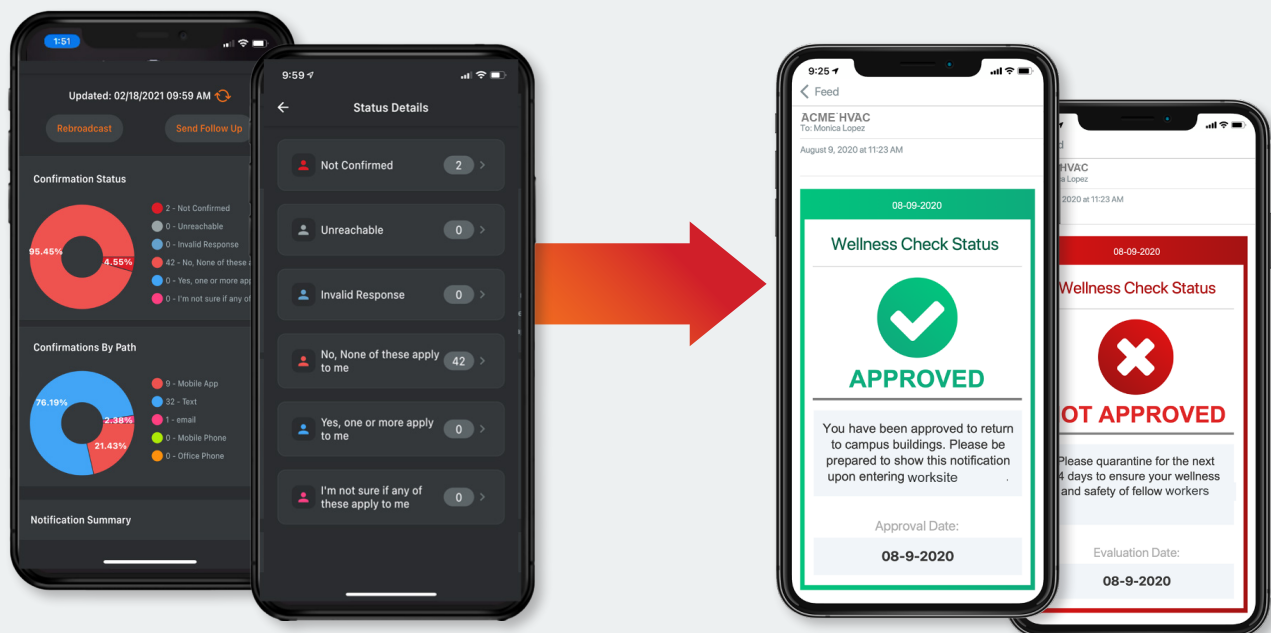 1:51
Updated: 02/18/2021 09:59 AM
Rebroadcast
Send Follow Up
Confirmation Status
95.45%
4.55%
2 - Not Confirmed
0 - Unreachable
0 - Invalid Response
42 - No, None of these
0 - Yes, one or more
0 - I'm not sure if any of
Confirmations By Path
76.19%
2.38%
21.43%
9 - Mobile App
32 - Text
1 - email
0 - Mobile Phone
0 - Office Phone
Notification Summary
9:59
Status Details
Not Confirmed 2
Unreachable 0
Invalid Response 0
No, None of these apply
to me
42
Yes, one or more apply
to me
0
I'm not sure if any of
these apply to me
0
9:25
Feed
ACME HVAC
To: Monica Lopez
August 9, 2020 at 11:23 AM
08-09-2020
Wellness Check Status
APPROVED
You have been approved to return
to campus buildings. Please be
prepared to show this notification
upon entering worksite .
Approval Date:
08-9-2020
HVAC
Lopez
2020 at 11:23 AM
08-09-2020
Wellness Check Status
OT APPROVED
Please quarantine for the next
4 days to ensure your wellness
and safety of fellow workers
Evaluation Date:
08-9-2020